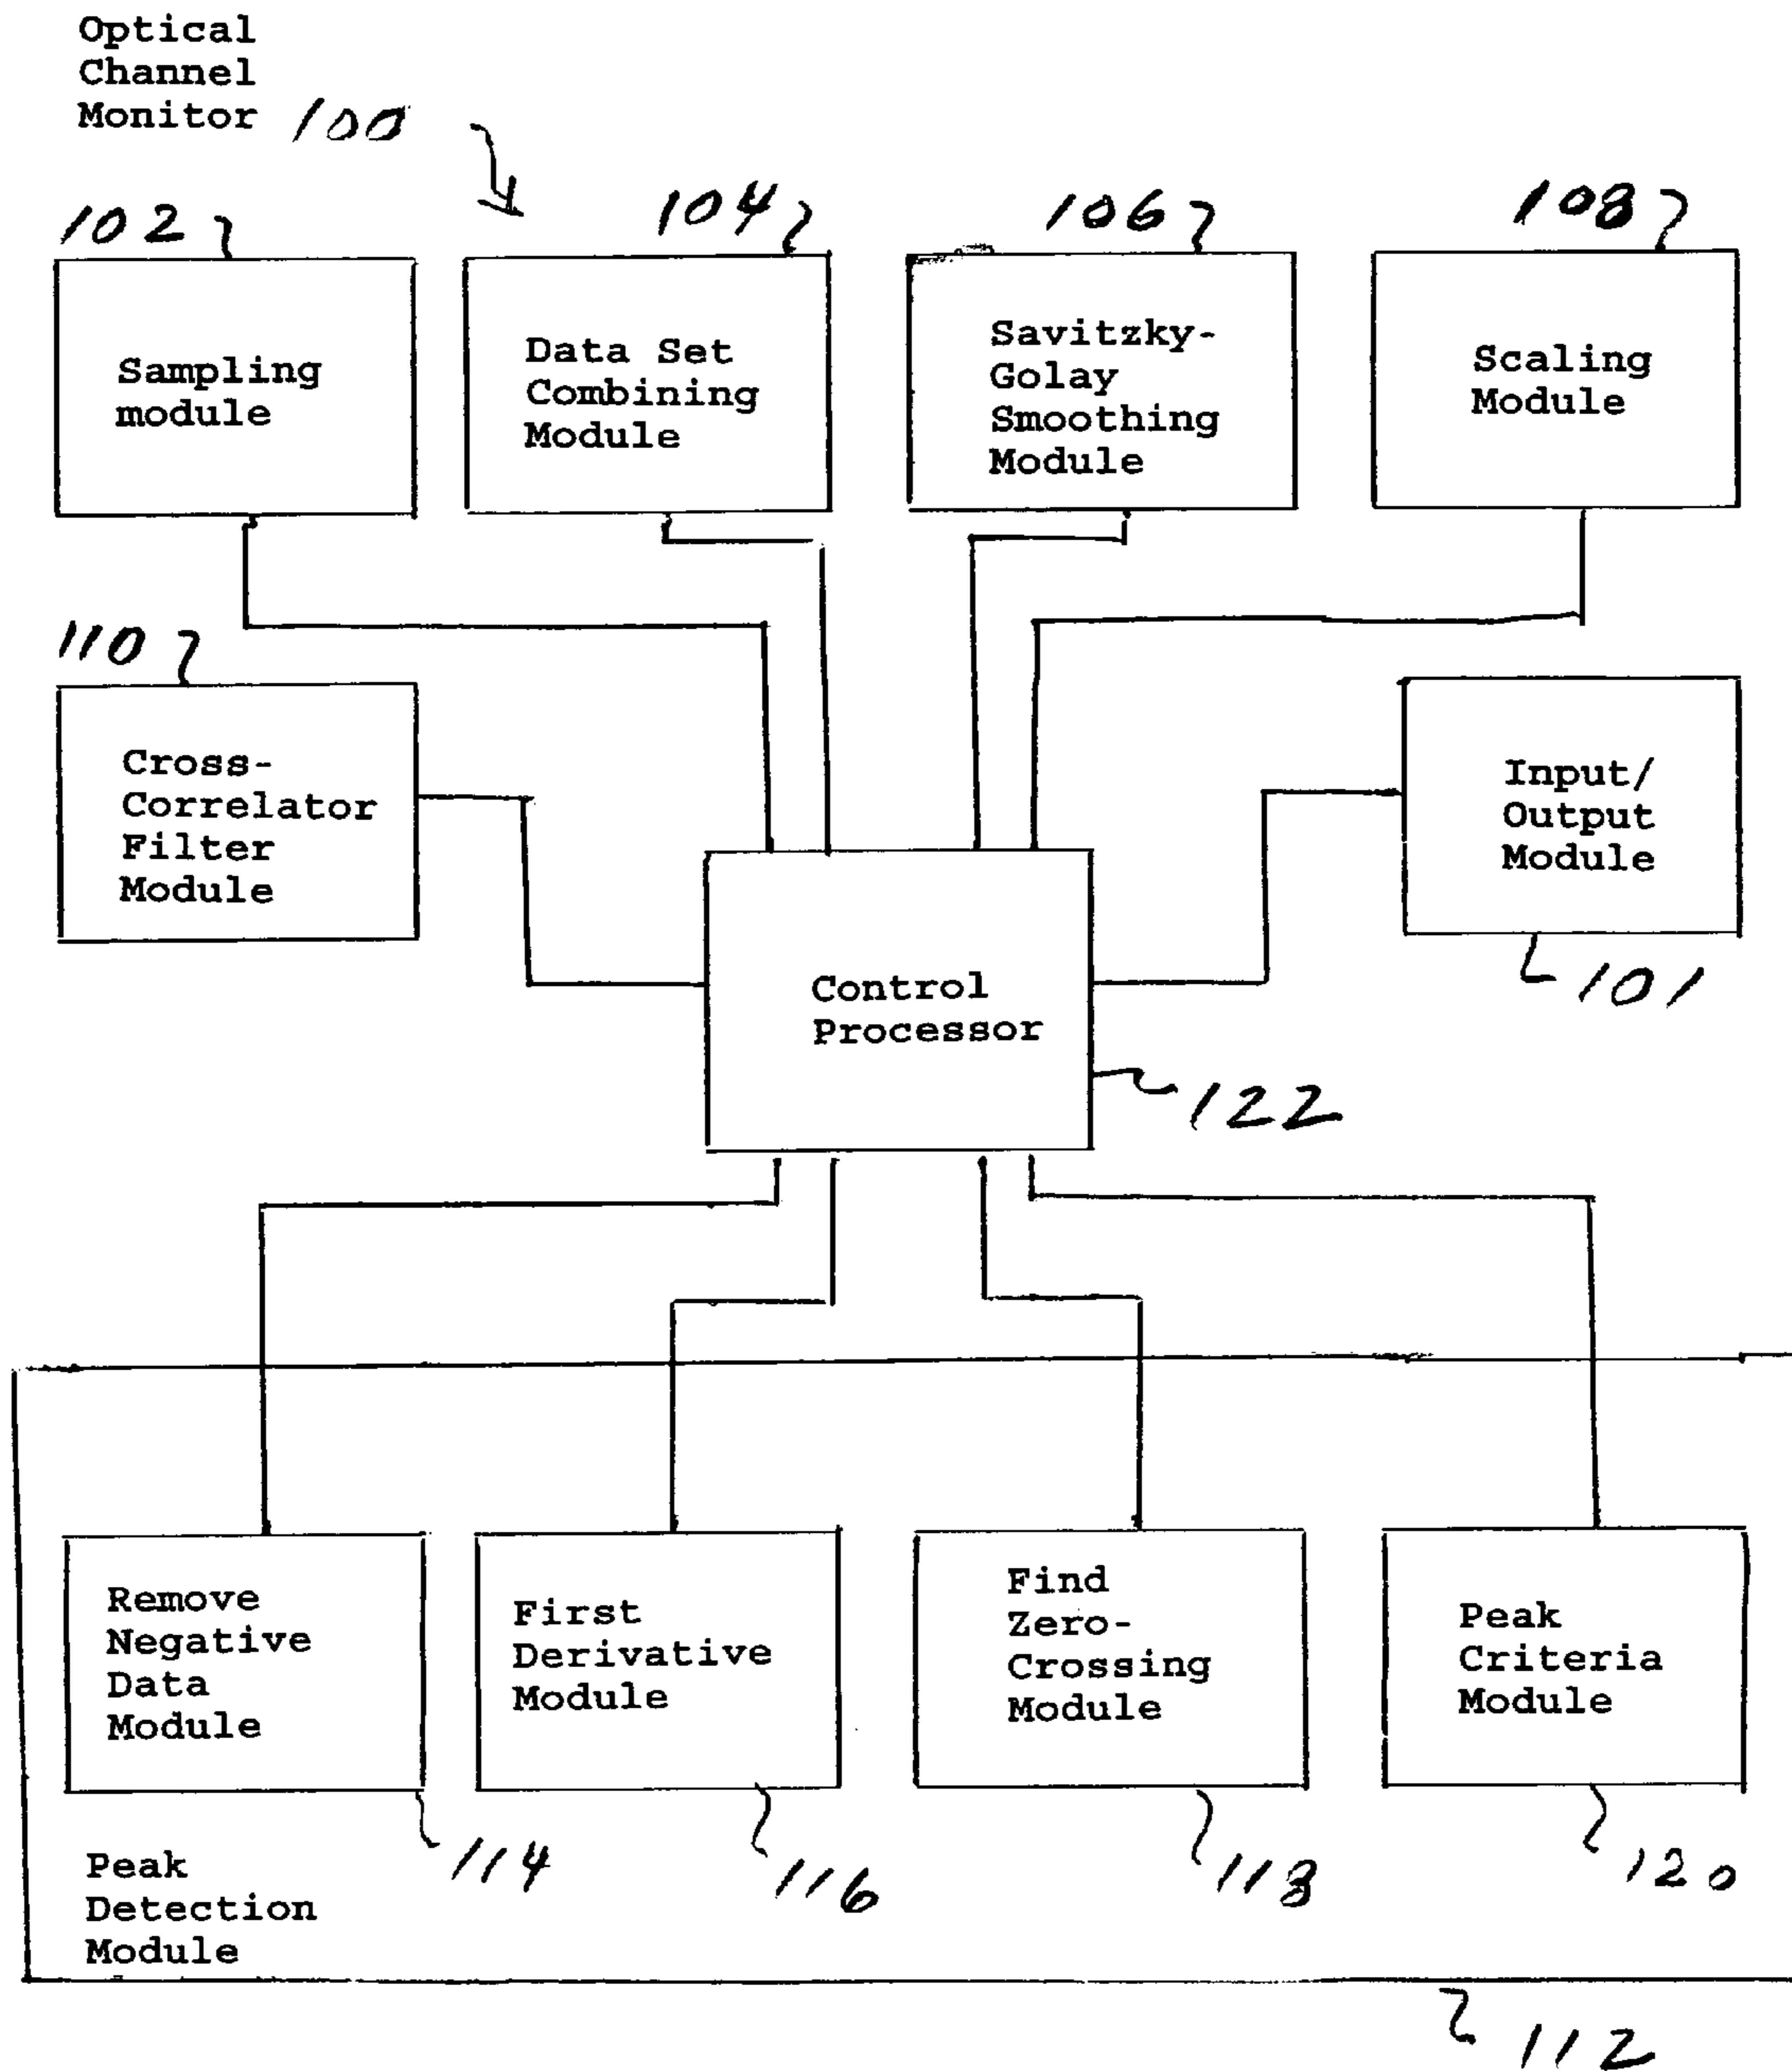 Optical
Channel
Monitor 100
102
104
106
108
Sampling
module
Data Set
Combining
Module
Savitzky-
Golay
Smoothing
Module
Scaling
Module
110
Cross-
Correlator
Filter
Module
Input/
Output
Module
101
Control
Processor
122
Remove
Negative
Data
Module
First
Derivative
Module
Find
Zero-
Crossing
Module
Peak
Criteria
Module
114
116
118
120
Peak
Detection
Module
112